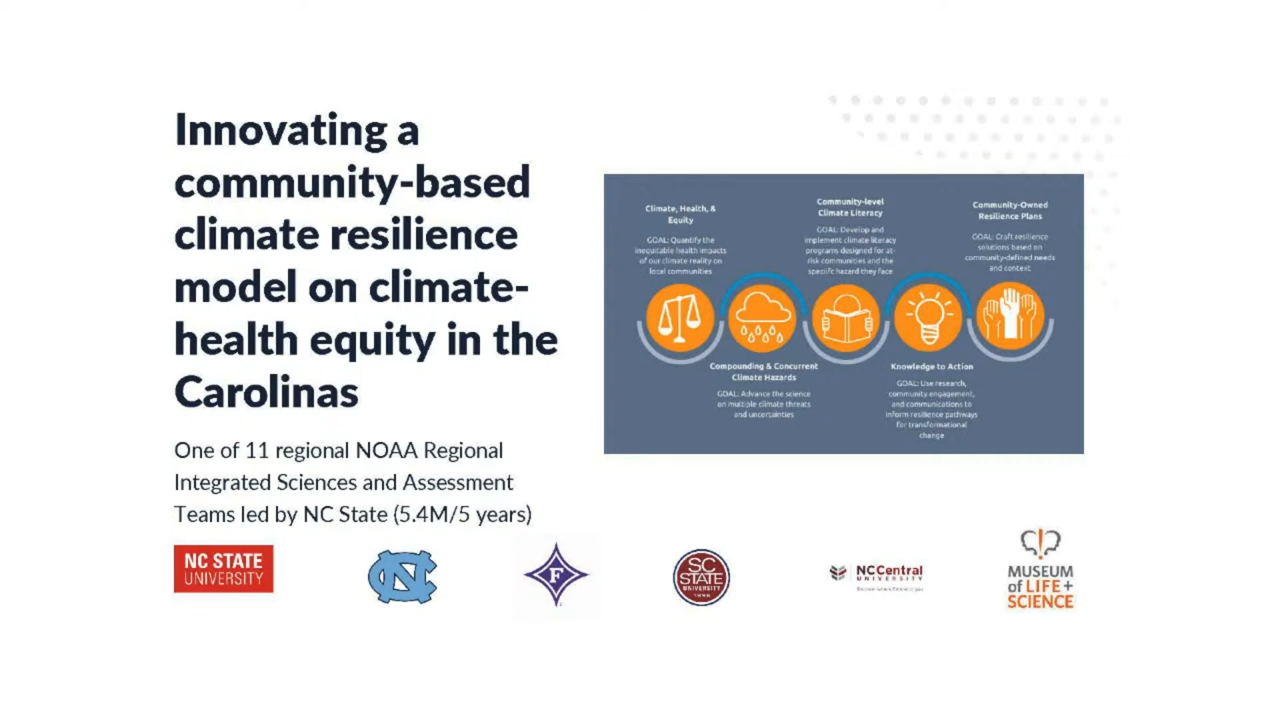 Innovating a
community-based
climate resilience
model on climate-
health equity in the
Carolinas
One of 11 regional NOAA Regional
Integrated Sciences and Assessment
Teams led by NC State (5.4M/5 years)
Climate, Health, &
Equity
GOAL: Quantify the
inequitable health impacts
of our climate reality on
local communities
Compounding & Concurrent
Climate Hazards
GOAL: Advance the science
on multiple climate threats
and uncertainties
Community-level
Climate Literacy
GOAL: Develop and
implement climate literacy
programs designed for at-
risk communities and the
specific hazard they face
Knowledge to Action
GOAL: Use research,
community engagement,
and communications to
inform resilience pathways
for transformational
change
Community-Owned
Resilience Plans
GOAL: Craft resilience
solutions based on
community-defined needs
and context
NC STATE
UNIVERSITY
NC
F
SC
STATE
UNIVERSITY
NCCentral
UNIVERSITY
MUSEUM
of LIFE +
SCIENCE